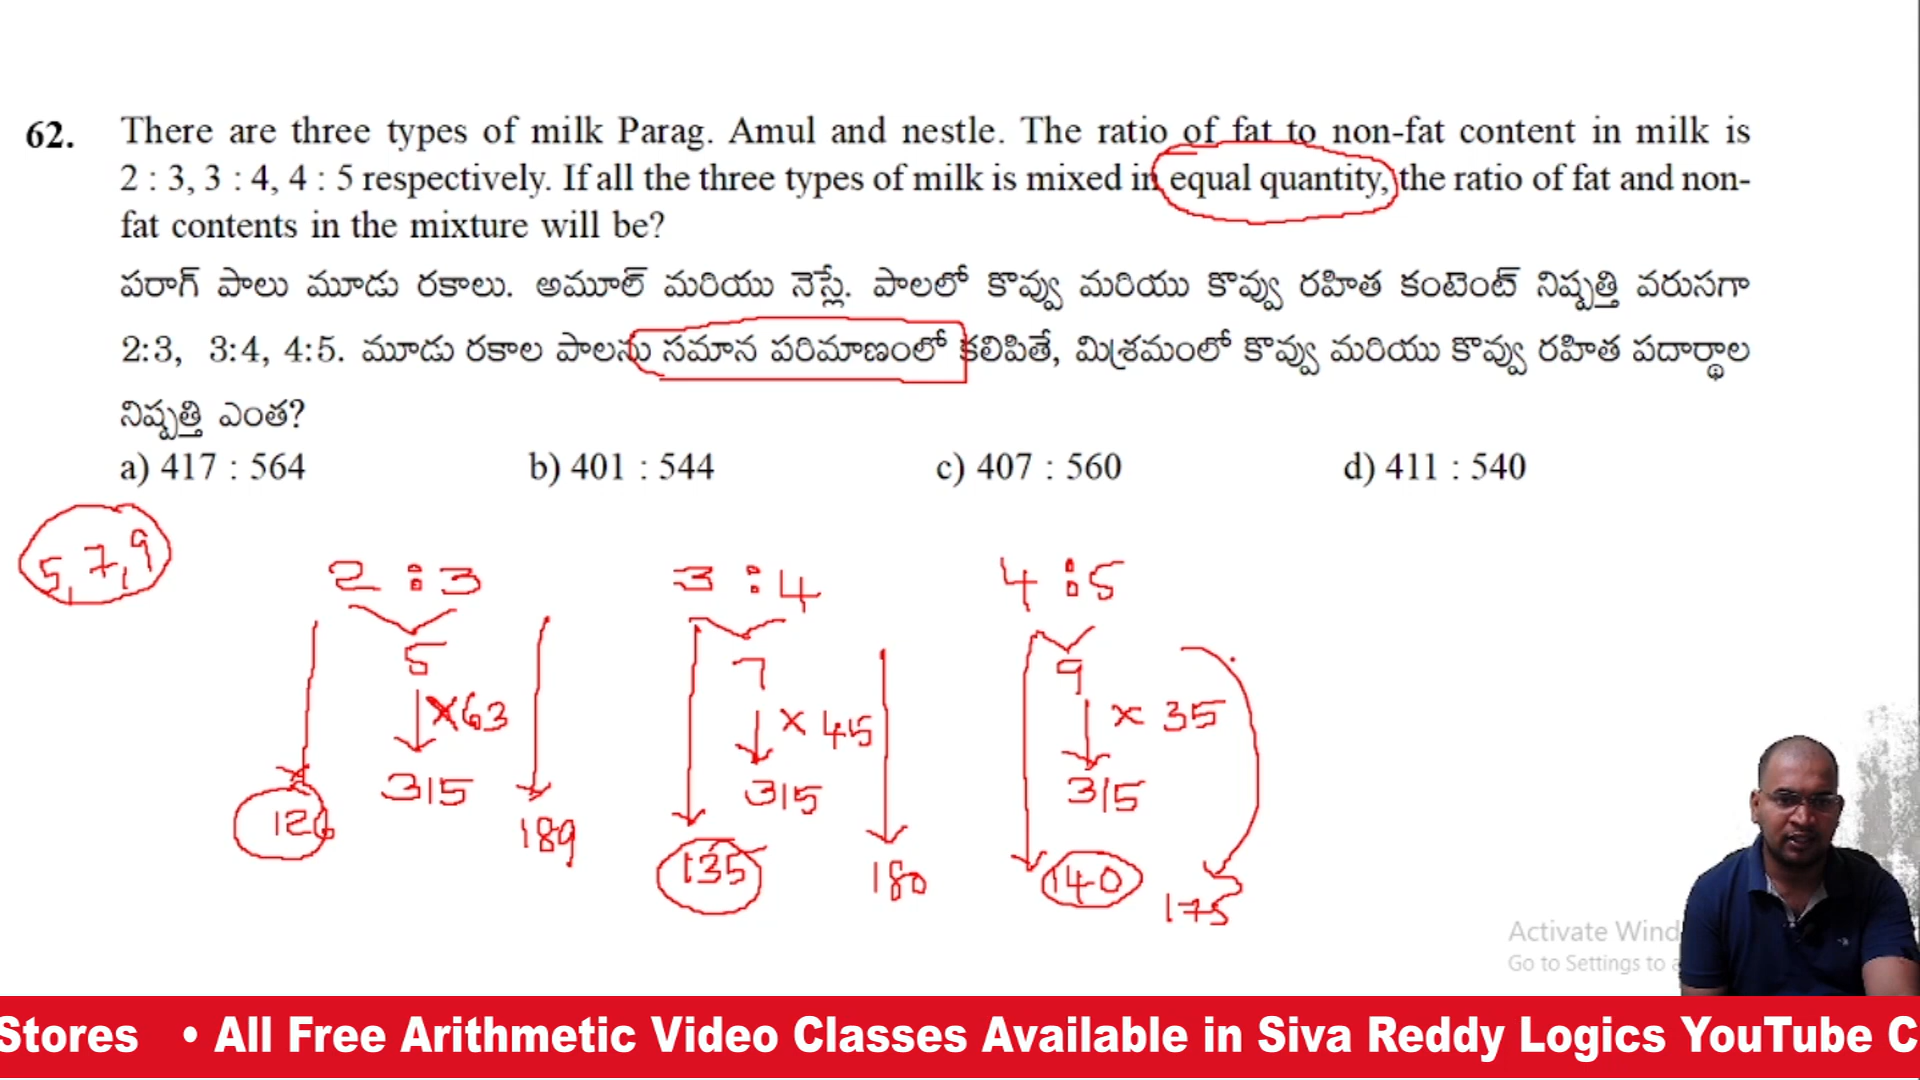 62. There are three types of milk Parag. Amul and nestle. The ratio of fat to non-fat content in milk is
2 : 3, 3 : 4, 4 : 5 respectively. If all the three types of milk is mixed in equal quantity, the ratio of fat and non-
fat contents in the mixture will be?
పరాగ్ పాలు మూడు రకాలు. అమూల్ మరియు నెస్లే. పాలలో కొవ్వు మరియు కొవ్వు రహిత కంటెంట్ నిష్పత్తి వరుసగా
2:3, 3:4, 4:5. మూడు రకాల పాలను సమాన పరిమాణంలో కలిపితే, మిశ్రమంలో కొవ్వు మరియు కొవ్వు రహిత పదార్థాల
నిష్పత్తి ఎంత?
a) 417 : 564 b) 401 : 544 c) 407 : 560 d) 411 : 540
5, 7, 9
2 : 3 3 : 4 4 : 5
5 7 9
×63 × 45 × 35
315 315 315
126 189 135 180 140 175
Activate Wind
Go to Settings to a
Stores • All Free Arithmetic Video Classes Available in Siva Reddy Logics YouTube C